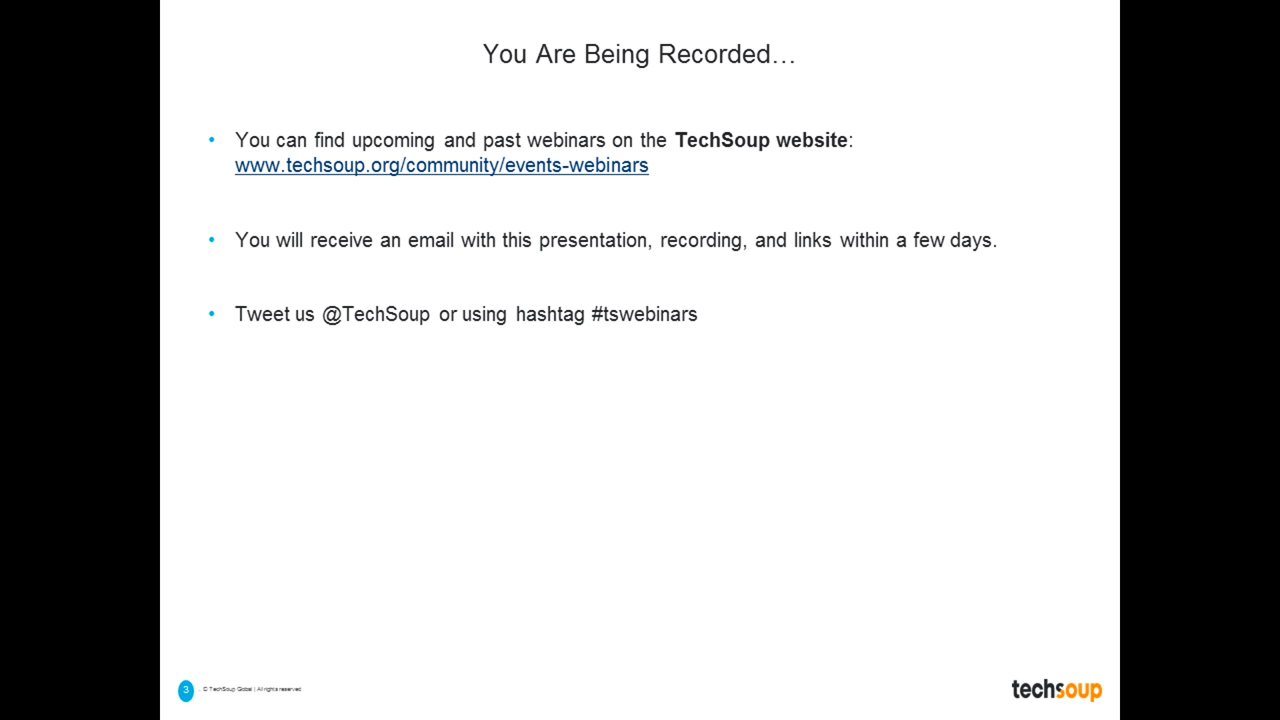 You Are Being Recorded…
• You can find upcoming and past webinars on the TechSoup website:
www.techsoup.org/community/events-webinars
• You will receive an email with this presentation, recording, and links within a few days.
• Tweet us @TechSoup or using hashtag #tswebinars
3 . © TechSoup Global | All rights reserved
techsoup